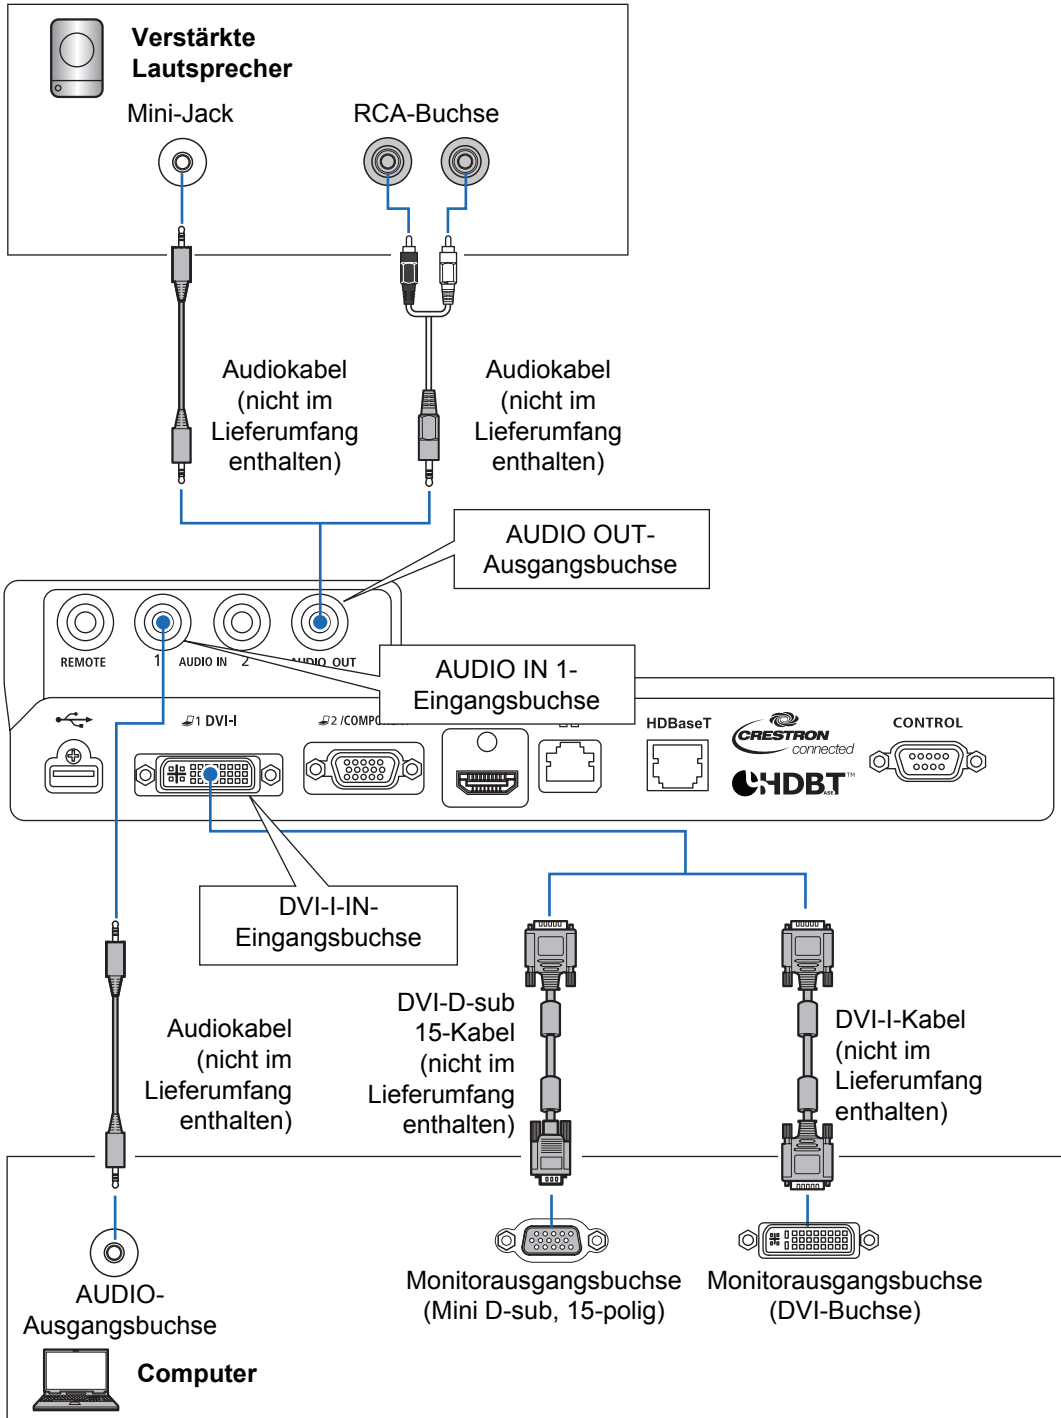 Verstärkte
Lautsprecher
Mini-Jack
RCA-Buchse
Audiokabel
(nicht im
Lieferumfang
enthalten)
Audiokabel
(nicht im
Lieferumfang
enthalten)
AUDIO OUT-
Ausgangsbuchse
REMOTE
1 AUDIO IN 2
AUDIO OUT
AUDIO IN 1-
Eingangsbuchse
1 DVI-I
2 /COMPONENT
HDBaseT
CRESTRON
connected
HDBT™
ASE
CONTROL
DVI-I-IN-
Eingangsbuchse
Audiokabel
(nicht im
Lieferumfang
enthalten)
DVI-D-sub
15-Kabel
(nicht im
Lieferumfang
enthalten)
DVI-I-Kabel
(nicht im
Lieferumfang
enthalten)
AUDIO-
Ausgangsbuchse
Monitorausgangsbuchse
(Mini D-sub, 15-polig)
Monitorausgangsbuchse
(DVI-Buchse)
Computer